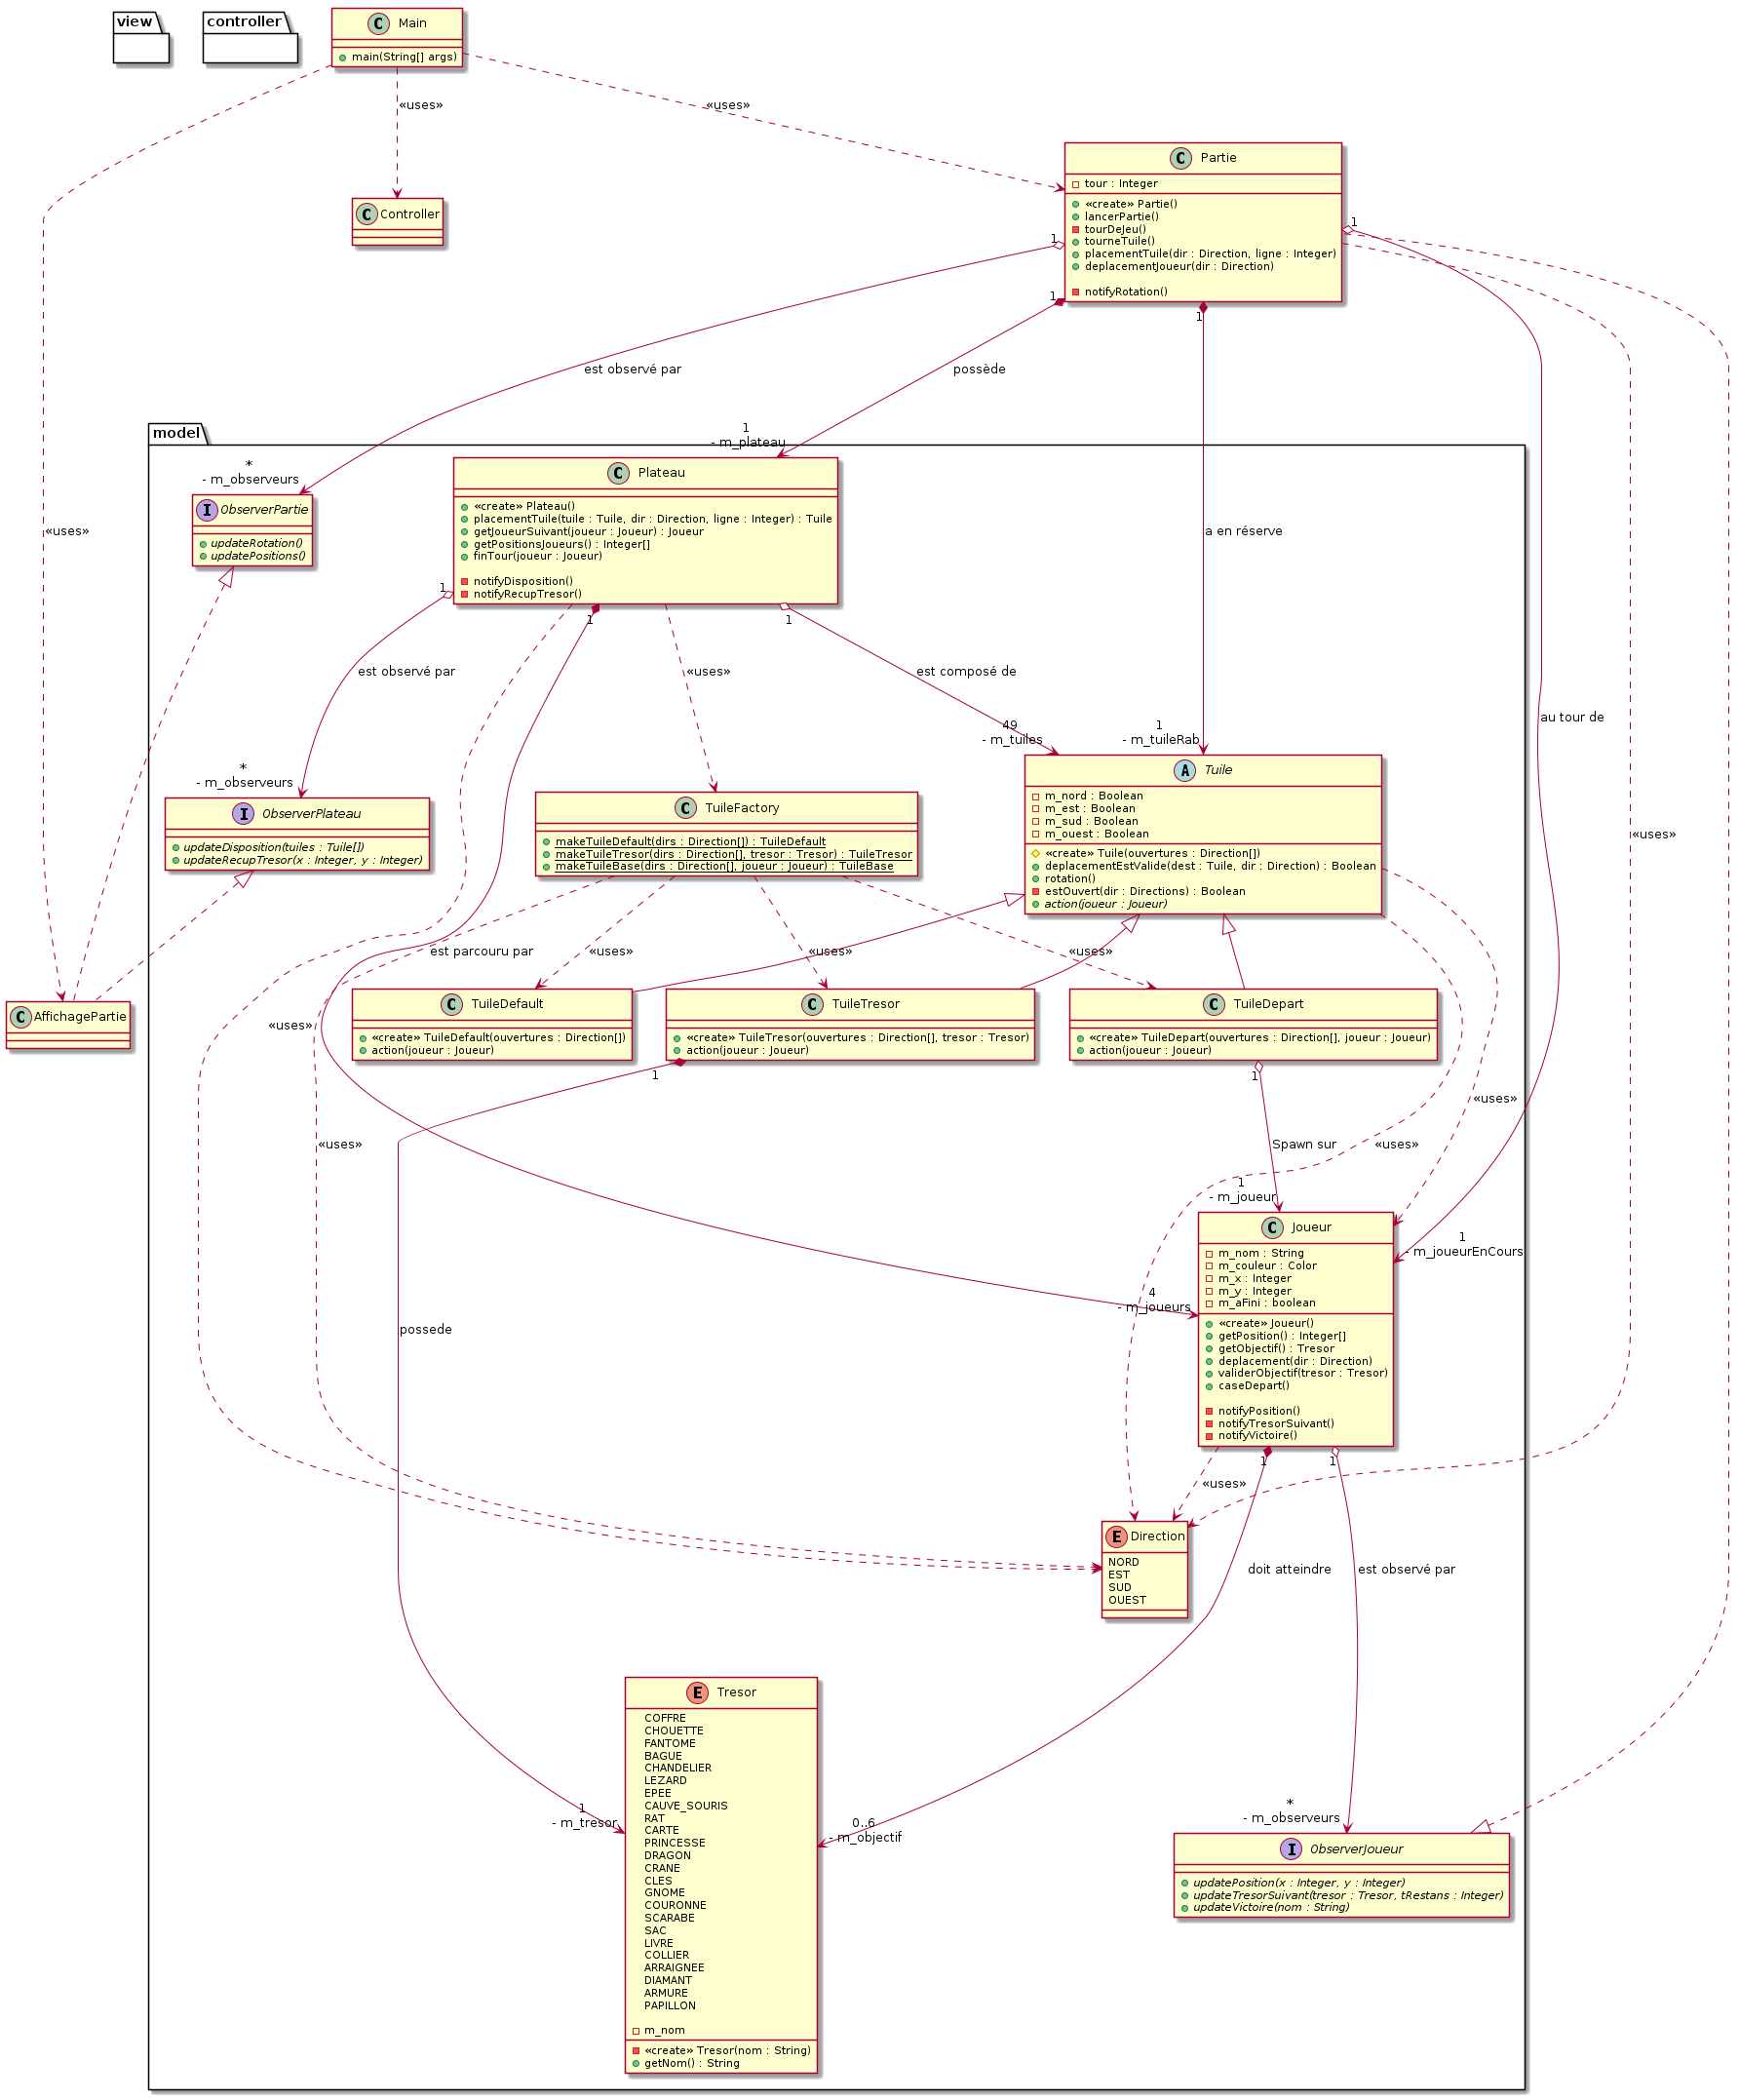 view
controller
C Main
main(String[] args)
«uses»
«uses»
«uses»
C Controller
C Partie
tour : Integer
«create» Partie()
lancerPartie()
tourDeJeu()
tourneTuile()
placementTuile(dir : Direction, ligne : Integer)
deplacementJoueur(dir : Direction)
notifyRotation()
1
1
1
1
est observé par
possède
a en réserve
au tour de
«uses»
model
*
- m_observeurs
1
- m_plateau
I ObserverPartie
updateRotation()
updatePositions()
C Plateau
«create» Plateau()
placementTuile(tuile : Tuile, dir : Direction, ligne : Integer) : Tuile
getJoueurSuivant(joueur : Joueur) : Joueur
getPositionsJoueurs() : Integer[]
finTour(joueur : Joueur)
notifyDisposition()
notifyRecupTresor()
1
1
1
est observé par
«uses»
est composé de
*
- m_observeurs
49
- m_tuiles
1
- m_tuileRab
I ObserverPlateau
updateDisposition(tuiles : Tuile[])
updateRecupTresor(x : Integer, y : Integer)
C TuileFactory
makeTuileDefault(dirs : Direction[]) : TuileDefault
makeTuileTresor(dirs : Direction[], tresor : Tresor) : TuileTresor
makeTuileBase(dirs : Direction[], joueur : Joueur) : TuileBase
A Tuile
m_nord : Boolean
m_est : Boolean
m_sud : Boolean
m_ouest : Boolean
«create» Tuile(ouvertures : Direction[])
deplacementEstValide(dest : Tuile, dir : Direction) : Boolean
rotation()
estOuvert(dir : Directions) : Boolean
action(joueur : Joueur)
est parcouru par
«uses»
«uses»
«uses»
C AffichagePartie
«uses»
C TuileDefault
«create» TuileDefault(ouvertures : Direction[])
action(joueur : Joueur)
C TuileTresor
«create» TuileTresor(ouvertures : Direction[], tresor : Tresor)
action(joueur : Joueur)
C TuileDepart
«create» TuileDepart(ouvertures : Direction[], joueur : Joueur)
action(joueur : Joueur)
1
1
«uses»
Spawn sur
«uses»
«uses»
1
- m_joueur
1
- m_joueurEnCours
4
- m_joueurs
C Joueur
m_nom : String
m_couleur : Color
m_x : Integer
m_y : Integer
m_aFini : boolean
«create» Joueur()
getPosition() : Integer[]
getObjectif() : Tresor
deplacement(dir : Direction)
validerObjectif(tresor : Tresor)
caseDepart()
notifyPosition()
notifyTresorSuivant()
notifyVictoire()
possede
1
1
«uses»
E Direction
NORD
EST
SUD
OUEST
doit atteindre
est observé par
E Tresor
COFFRE
CHOUETTE
FANTOME
BAGUE
CHANDELIER
LEZARD
EPEE
CAUVE_SOURIS
RAT
CARTE
PRINCESSE
DRAGON
CRANE
CLES
GNOME
COURONNE
SCARABE
SAC
LIVRE
COLLIER
ARRAIGNEE
DIAMANT
ARMURE
PAPILLON
m_nom
«create» Tresor(nom : String)
getNom() : String
1
- m_tresor
0..6
- m_objectif
*
- m_observeurs
I ObserverJoueur
updatePosition(x : Integer, y : Integer)
updateTresorSuivant(tresor : Tresor, tRestans : Integer)
updateVictoire(nom : String)